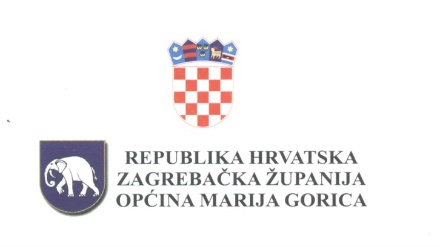 REPUBLIKA HRVATSKA
ZAGREBAČKA ŽUPANIJA
OPĆINA MARIJA GORICA